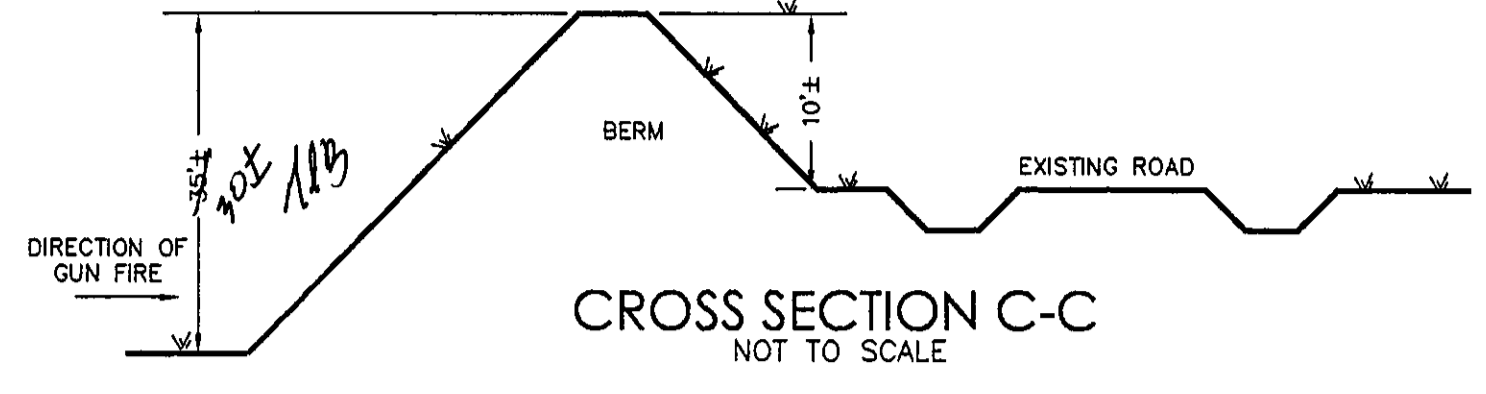 10'±
BERM
EXISTING ROAD
35'±
30±
DIRECTION OF
GUN FIRE
CROSS SECTION C-C
NOT TO SCALE